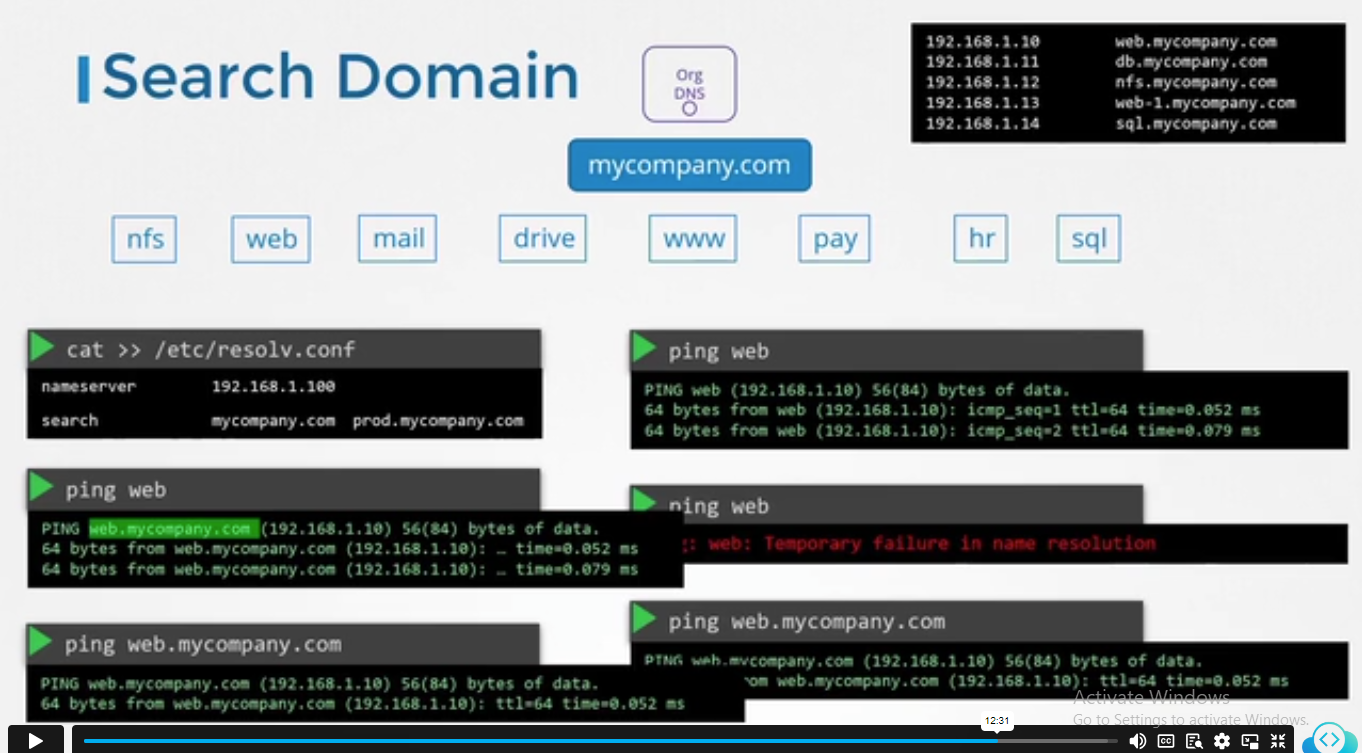 Search Domain
Org
DNS
192.168.1.10 web.mycompany.com
192.168.1.11 db.mycompany.com
192.168.1.12 nfs.mycompany.com
192.168.1.13 web-1.mycompany.com
192.168.1.14 sql.mycompany.com
mycompany.com
nfs web mail drive www pay hr sql
cat >> /etc/resolv.conf
nameserver 192.168.1.100
search mycompany.com prod.mycompany.com
ping web
PING web (192.168.1.10) 56(84) bytes of data.
64 bytes from web (192.168.1.10): icmp_seq=1 ttl=64 time=0.052 ms
64 bytes from web (192.168.1.10): icmp_seq=2 ttl=64 time=0.079 ms
ping web
PING web.mycompany.com (192.168.1.10) 56(84) bytes of data.
64 bytes from web.mycompany.com (192.168.1.10): … time=0.052 ms
64 bytes from web.mycompany.com (192.168.1.10): … time=0.079 ms
ping web
: web: Temporary failure in name resolution
ping web.mycompany.com
PING web.mycompany.com (192.168.1.10) 56(84) bytes of data.
64 bytes from web.mycompany.com (192.168.1.10): ttl=64 time=0.052 ms
ping web.mycompany.com
PING web.mycompany.com (192.168.1.10) 56(84) bytes of data.
web.mycompany.com (192.168.1.10): ttl=64 time=0.052 ms
Activate Windows
Go to Settings to activate Windows.
12:31
CC